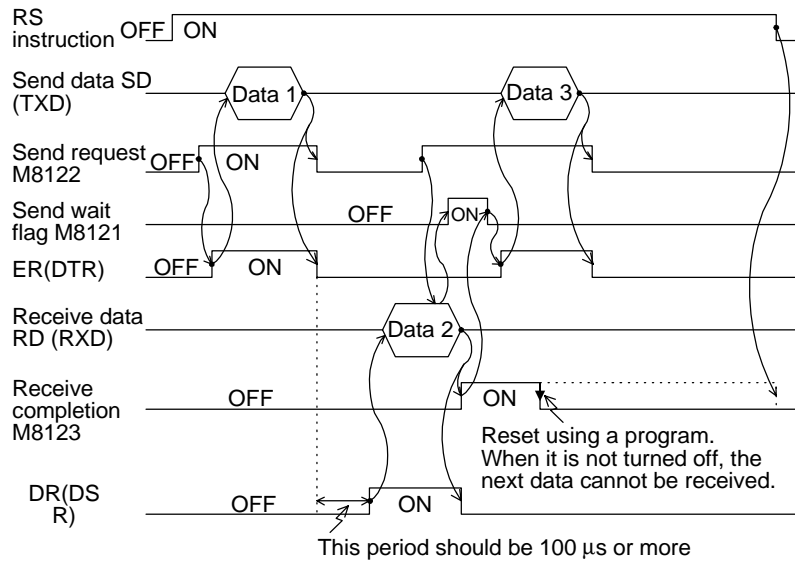 RS
instruction
OFF
ON
Send data SD
(TXD)
Data 1
Data 3
Send request
M8122
OFF
ON
Send wait
flag M8121
OFF
ON
ER(DTR)
OFF
ON
Receive data
RD (RXD)
Data 2
Receive
completion
M8123
OFF
ON
Reset using a program.
When it is not turned off, the
next data cannot be received.
DR(DS
R)
OFF
ON
This period should be 100 μs or more